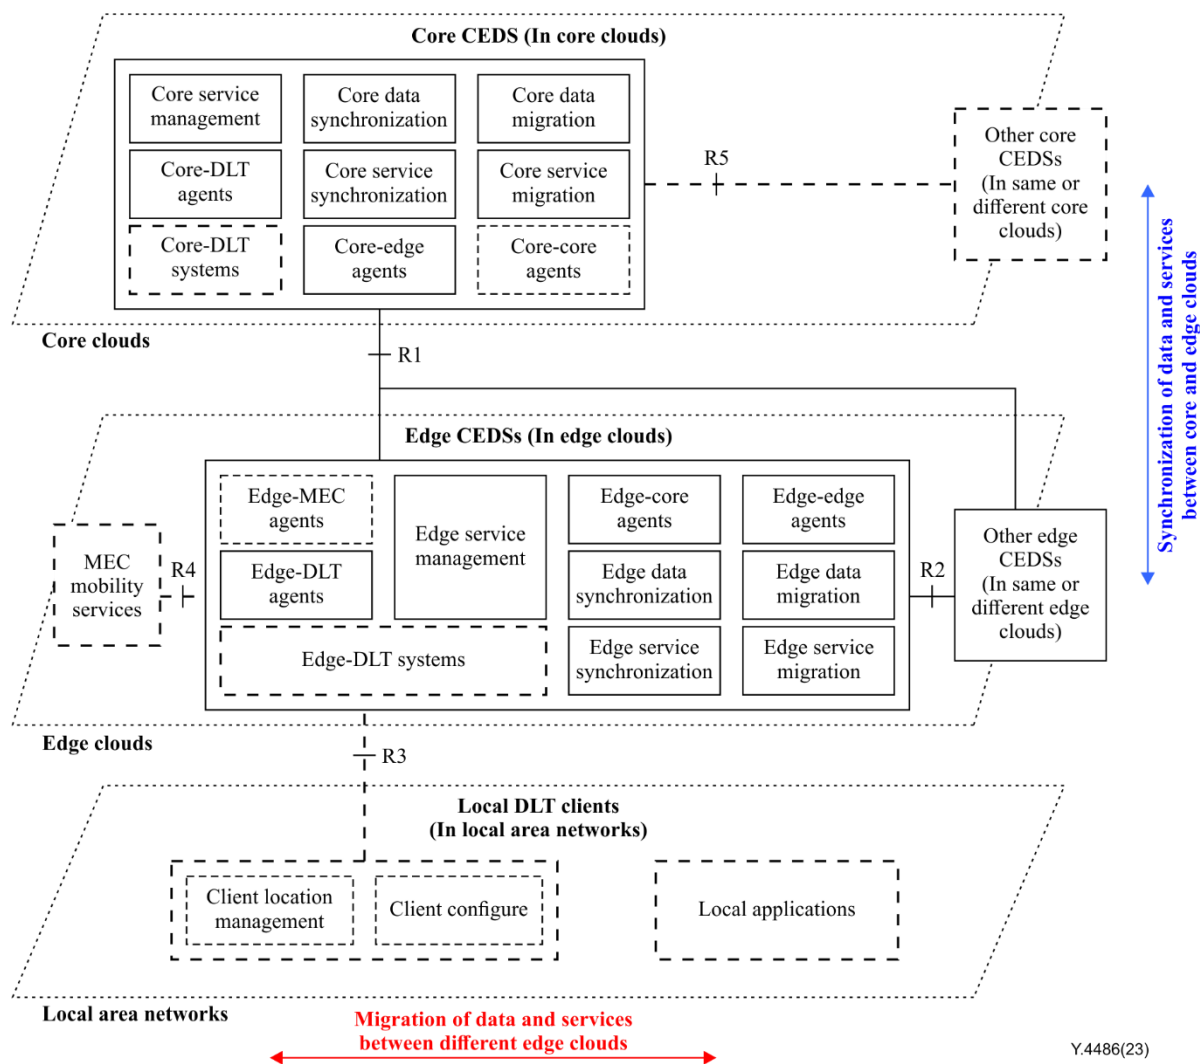 Core CEDS (In core clouds)
Core service
management
Core data
synchronization
Core data
migration
Core-DLT
agents
Core service
synchronization
Core service
migration
Core-DLT
systems
Core-edge
agents
Core-core
agents
R5
Other core
CEDSs
(In same or
different core
clouds)
Core clouds
R1
Synchronization of data and services
between core and edge clouds
Edge CEDSs (In edge clouds)
Edge-MEC
agents
Edge service
management
Edge-core
agents
Edge-edge
agents
Edge-DLT
agents
Edge data
synchronization
Edge data
migration
Edge-DLT systems
Edge service
synchronization
Edge service
migration
MEC
mobility
services
R4
R2
Other edge
CEDSs
(In same or
different edge
clouds)
Edge clouds
R3
Local DLT clients
(In local area networks)
Client location
management
Client configure
Local applications
Local area networks
Migration of data and services
between different edge clouds
Y.4486(23)